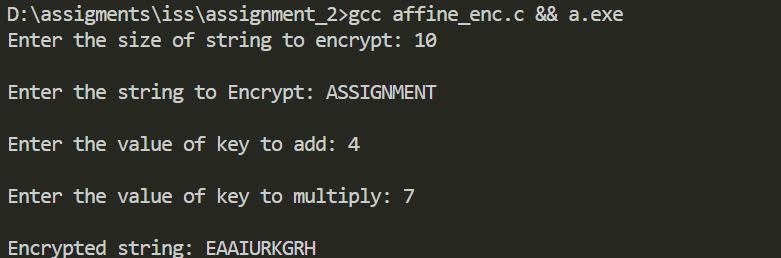 D:\assigments\iss\assignment_2>gcc affine_enc.c && a.exe
Enter the size of string to encrypt: 10
Enter the string to Encrypt: ASSIGNMENT
Enter the value of key to add: 4
Enter the value of key to multiply: 7
Encrypted string: EAAIURKGRH